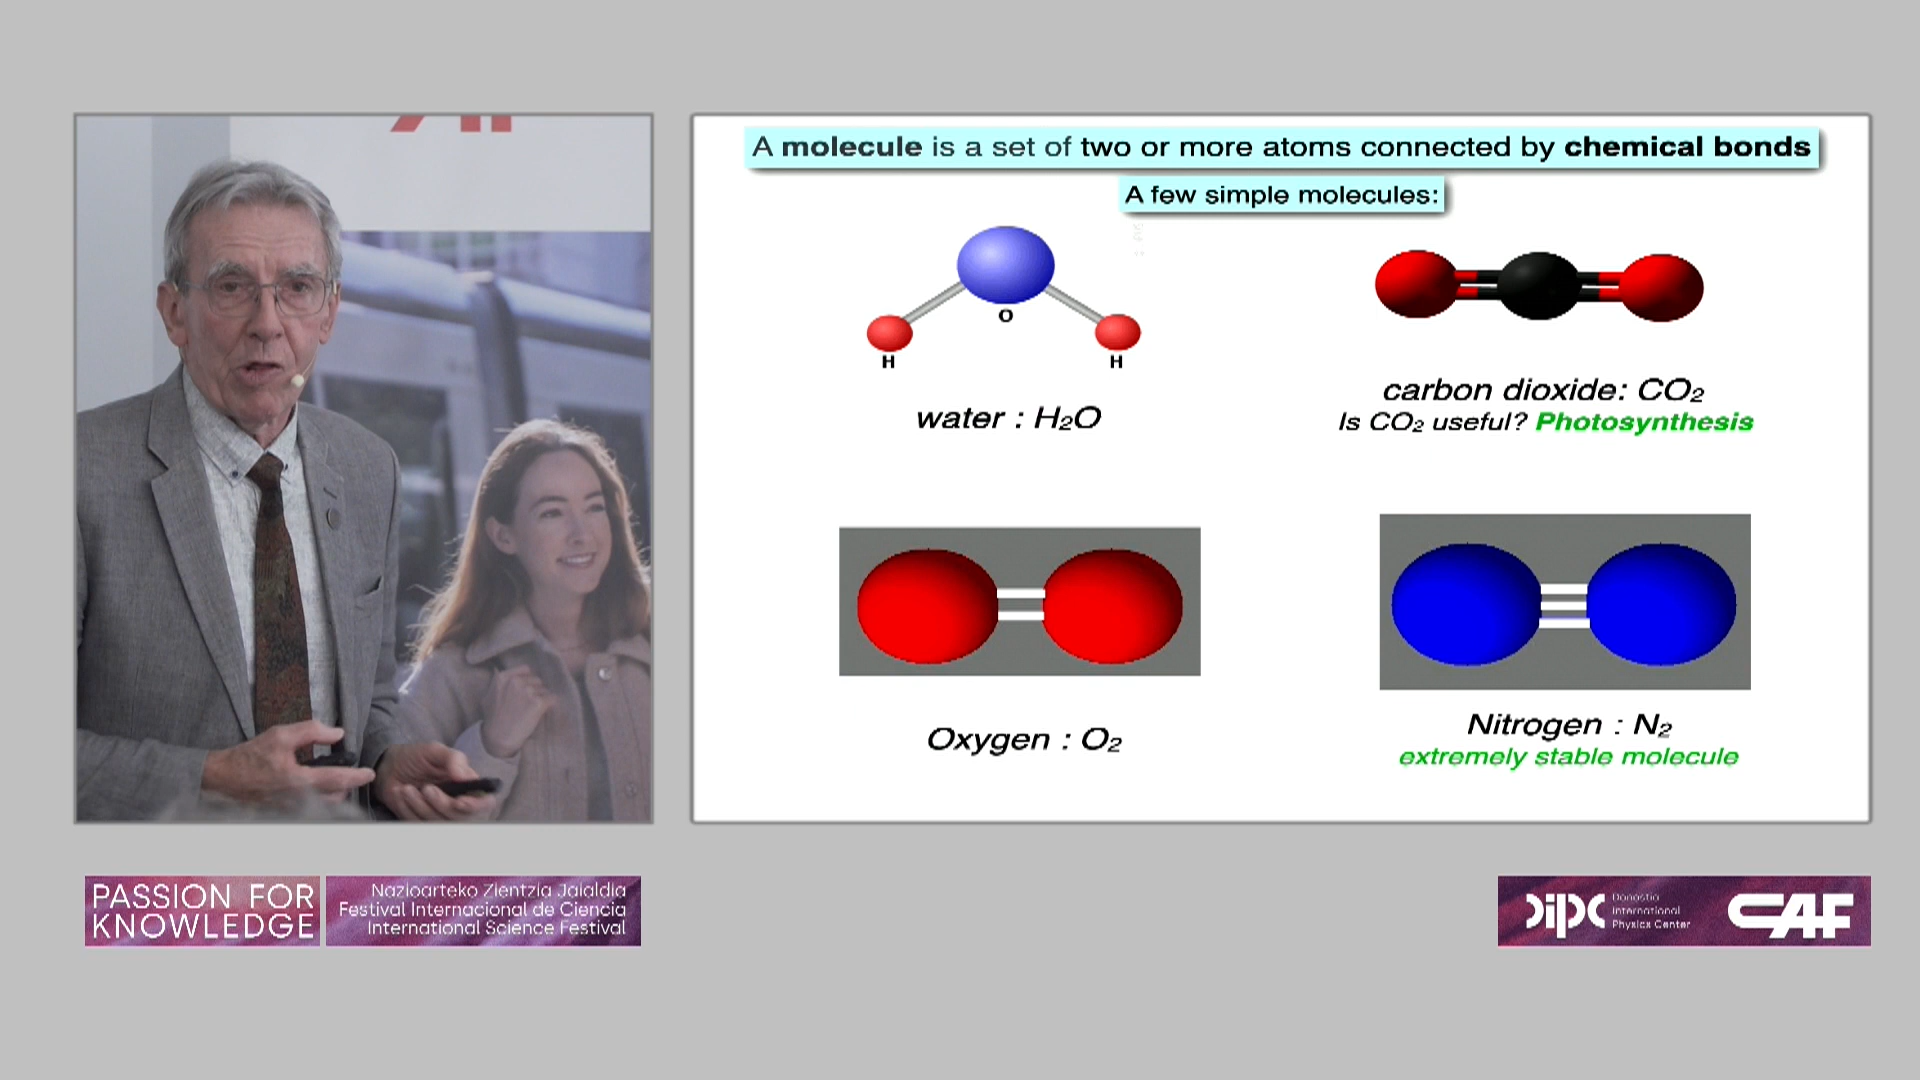 A molecule is a set of two or more atoms connected by chemical bonds
A few simple molecules:
O
H H
water : H₂O
carbon dioxide: CO₂
Is CO₂ useful? Photosynthesis
Oxygen : O₂
Nitrogen : N₂
extremely stable molecule
PASSION FOR
KNOWLEDGE
Nazioarteko Zientzia Jaialdia
Festival Internacional de Ciencia
International Science Festival
dipc
Donostia
International
Physics Center
CAF